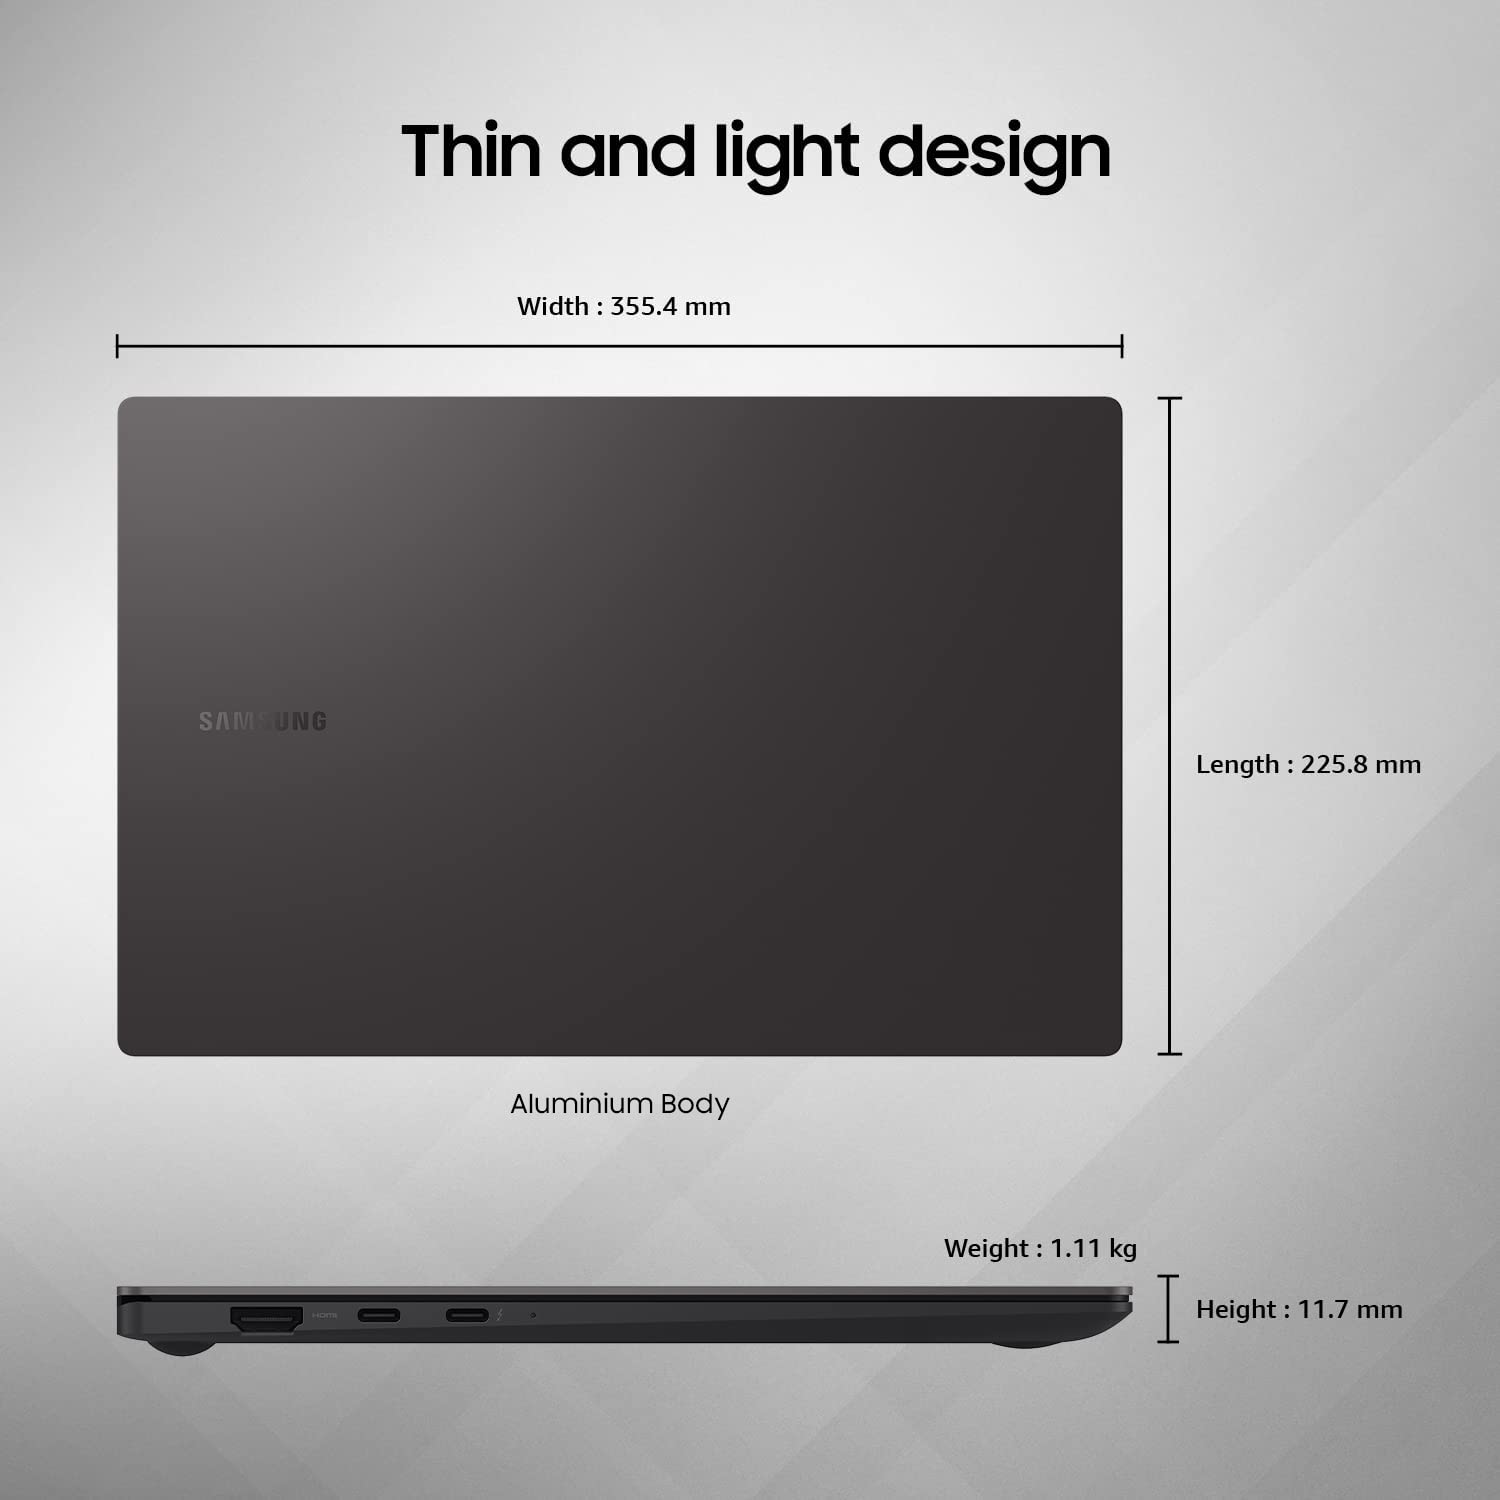 Thin and light design
Width : 355.4 mm
SAMSUNG
Length : 225.8 mm
Aluminium Body
Weight : 1.11 kg
HDMI
Height : 11.7 mm